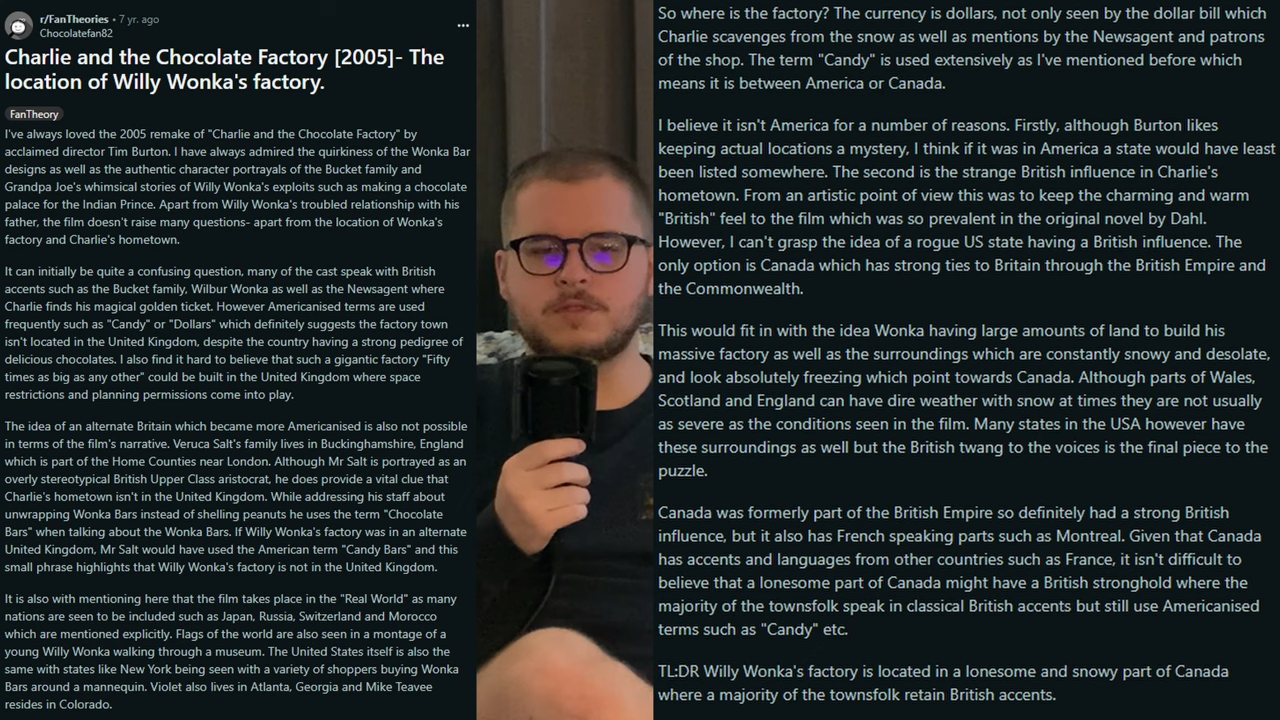 r/FanTheories • 7 yr. ago
Chocolatefan82
Charlie and the Chocolate Factory [2005]- The
location of Willy Wonka's factory.
FanTheory
I've always loved the 2005 remake of "Charlie and the Chocolate Factory" by
acclaimed director Tim Burton. I have always admired the quirkiness of the Wonka Bar
designs as well as the authentic character portrayals of the Bucket family and
Grandpa Joe's whimsical stories of Willy Wonka's exploits such as making a chocolate
palace for the Indian Prince. Apart from Willy Wonka's troubled relationship with his
father, the film doesn't raise many questions- apart from the location of Wonka's
factory and Charlie's hometown.
It can initially be quite a confusing question, many of the cast speak with British
accents such as the Bucket family, Wilbur Wonka as well as the Newsagent where
Charlie finds his magical golden ticket. However Americanised terms are used
frequently such as "Candy" or "Dollars" which definitely suggests the factory town
isn't located in the United Kingdom, despite the country having a strong pedigree of
delicious chocolates. I also find it hard to believe that such a gigantic factory "Fifty
times as big as any other" could be built in the United Kingdom where space
restrictions and planning permissions come into play.
The idea of an alternate Britain which became more Americanised is also not possible
in terms of the film's narrative. Veruca Salt's family lives in Buckinghamshire, England
which is part of the Home Counties near London. Although Mr Salt is portrayed as an
overly stereotypical British Upper Class aristocrat, he does provide a vital clue that
Charlie's hometown isn't in the United Kingdom. While addressing his staff about
unwrapping Wonka Bars instead of shelling peanuts he uses the term "Chocolate
Bars" when talking about the Wonka Bars. If Willy Wonka's factory was in an alternate
United Kingdom, Mr Salt would have used the American term "Candy Bars" and this
small phrase highlights that Willy Wonka's factory is not in the United Kingdom.
It is also with mentioning here that the film takes place in the "Real World" as many
nations are seen to be included such as Japan, Russia, Switzerland and Morocco
which are mentioned explicitly. Flags of the world are also seen in a montage of a
young Willy Wonka walking through a museum. The United States itself is also the
same with states like New York being seen with a variety of shoppers buying Wonka
Bars around a mannequin. Violet also lives in Atlanta, Georgia and Mike Teavee
resides in Colorado.
So where is the factory? The currency is dollars, not only seen by the dollar bill which
Charlie scavenges from the snow as well as mentions by the Newsagent and patrons
of the shop. The term "Candy" is used extensively as I've mentioned before which
means it is between America or Canada.
I believe it isn't America for a number of reasons. Firstly, although Burton likes
keeping actual locations a mystery, I think if it was in America a state would have least
been listed somewhere. The second is the strange British influence in Charlie's
hometown. From an artistic point of view this was to keep the charming and warm
"British" feel to the film which was so prevalent in the original novel by Dahl.
However, I can't grasp the idea of a rogue US state having a British influence. The
only option is Canada which has strong ties to Britain through the British Empire and
the Commonwealth.
This would fit in with the idea Wonka having large amounts of land to build his
massive factory as well as the surroundings which are constantly snowy and desolate,
and look absolutely freezing which point towards Canada. Although parts of Wales,
Scotland and England can have dire weather with snow at times they are not usually
as severe as the conditions seen in the film. Many states in the USA however have
these surroundings as well but the British twang to the voices is the final piece to the
puzzle.
Canada was formerly part of the British Empire so definitely had a strong British
influence, but it also has French speaking parts such as Montreal. Given that Canada
has accents and languages from other countries such as France, it isn't difficult to
believe that a lonesome part of Canada might have a British stronghold where the
majority of the townsfolk speak in classical British accents but still use Americanised
terms such as "Candy" etc.
TL:DR Willy Wonka's factory is located in a lonesome and snowy part of Canada
where a majority of the townsfolk retain British accents.